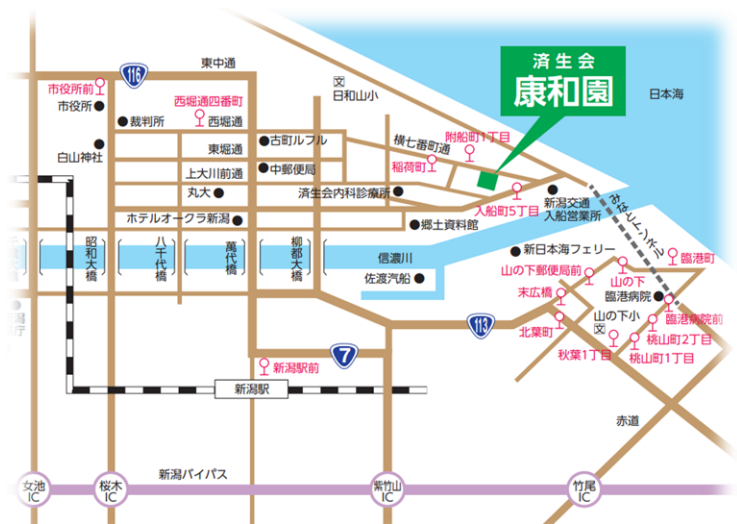 済生会
康和園
日本海
116
東中通
文
日和山小
市役所前
市役所
西堀通四番町
裁判所
西堀通
白山神社
東堀通
古町ルフル
横七番町通
附船町1丁目
稲荷町
上大川前通
中郵便局
丸大
済生会内科診療所
入船町5丁目
新潟交通
入船営業所
みなとトンネル
ホテルオークラ新潟
郷土資料館
昭和大橋
八千代橋
萬代橋
柳都大橋
信濃川
佐渡汽船
新日本海フェリー
臨港町
山の下郵便局前
山の下
臨港病院
末広橋
山の下小
文
臨港病院前
北葉町
桃山町2丁目
秋葉1丁目
桃山町1丁目
113
7
新潟駅前
新潟駅
赤道
新潟バイパス
女池
IC
桜木
IC
紫竹山
IC
竹尾
IC